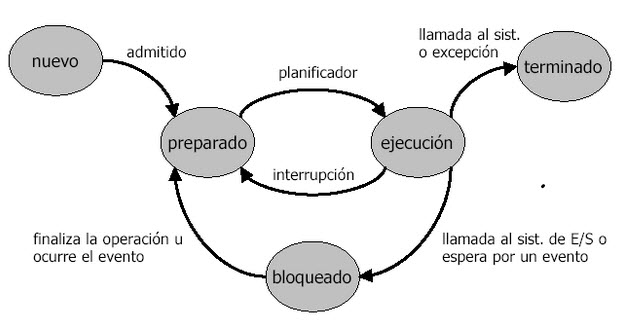 nuevo
admitido
llamada al sist.
o excepción
terminado
planificador
preparado
ejecución
interrupción
finaliza la operación u
ocurre el evento
llamada al sist. de E/S o
espera por un evento
bloqueado